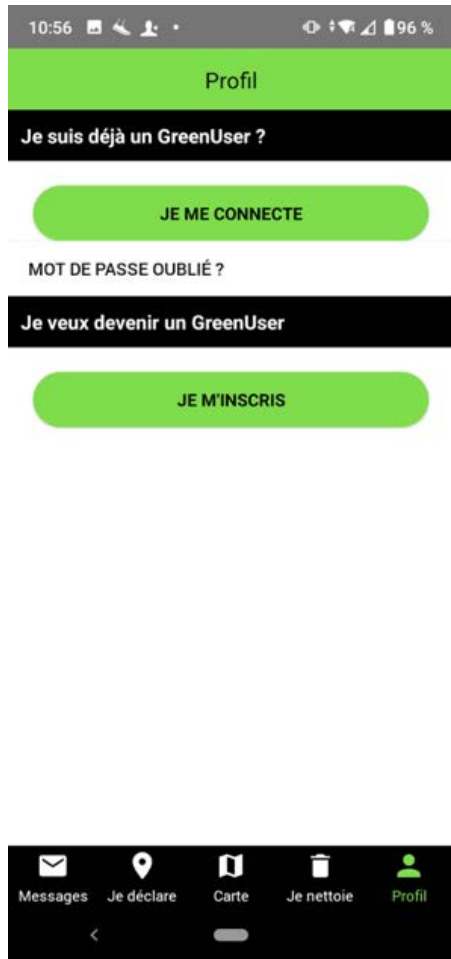 10:56 96 %
Profil
Je suis déjà un GreenUser ?
JE ME CONNECTE
MOT DE PASSE OUBLIÉ ?
Je veux devenir un GreenUser
JE M'INSCRIS
Messages Je déclare Carte Je nettoie Profil